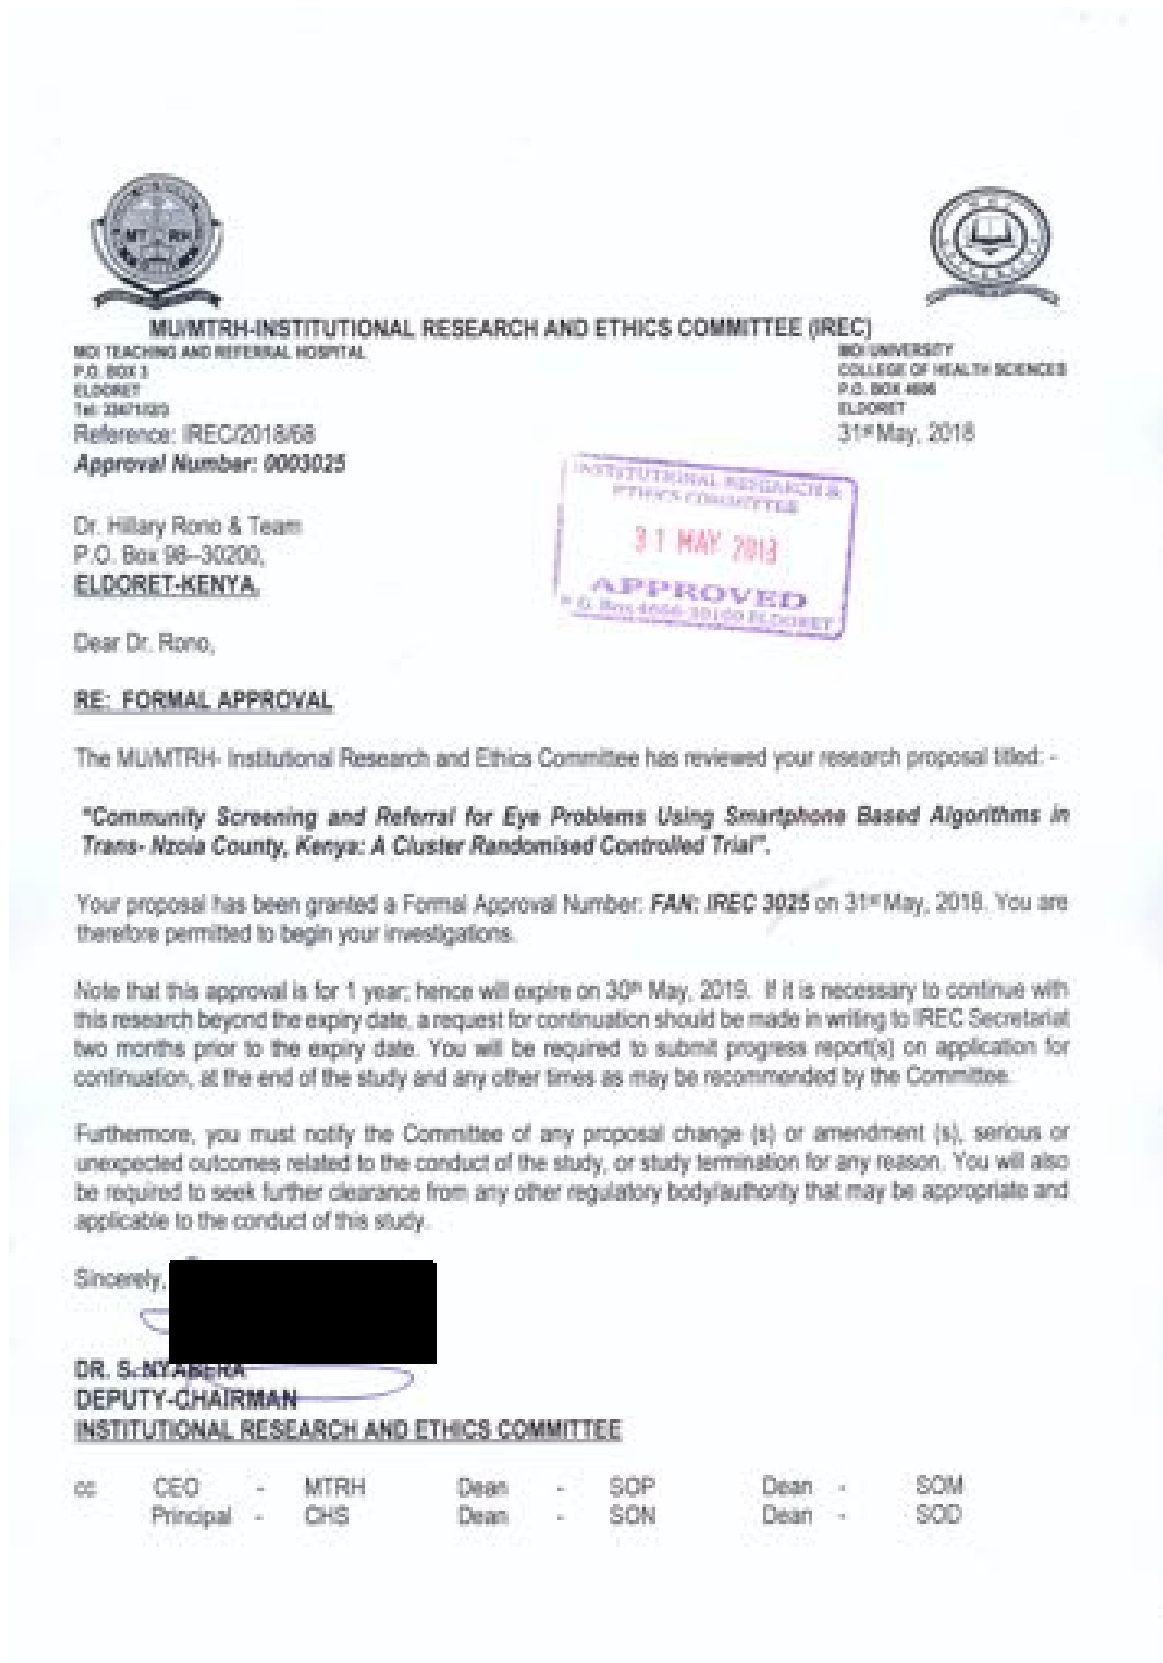 MT RH
MU/MTRH-INSTITUTIONAL RESEARCH AND ETHICS COMMITTEE (IREC)
MOI TEACHING AND REFERRAL HOSPITAL
P.O. BOX 3
ELDORET
Tel: 33471/2/3
MOI UNIVERSITY
COLLEGE OF HEALTH SCIENCES
P.O. BOX 4606
ELDORET
Reference: IREC/2018/68
31st May, 2018
Approval Number: 0003025
INSTITUTIONAL RESEARCH &
ETHICS COMMITTEE
31 MAY 2018
APPROVED
P.O. Box 4606-30100 ELDORET
Dr. Hillary Rono & Team
P.O. Box 98--30200,
ELDORET-KENYA.
Dear Dr. Rono,
RE: FORMAL APPROVAL
The MU/MTRH- Institutional Research and Ethics Committee has reviewed your research proposal titled: -
"Community Screening and Referral for Eye Problems Using Smartphone Based Algorithms in
Trans- Nzoia County, Kenya: A Cluster Randomised Controlled Trial".
Your proposal has been granted a Formal Approval Number: FAN: IREC 3025 on 31st May, 2018. You are
therefore permitted to begin your investigations.
Note that this approval is for 1 year; hence will expire on 30th May, 2019. If it is necessary to continue with
this research beyond the expiry date, a request for continuation should be made in writing to IREC Secretariat
two months prior to the expiry date. You will be required to submit progress report(s) on application for
continuation, at the end of the study and any other times as may be recommended by the Committee.
Furthermore, you must notify the Committee of any proposal change (s) or amendment (s), serious or
unexpected outcomes related to the conduct of the study, or study termination for any reason. You will also
be required to seek further clearance from any other regulatory body/authority that may be appropriate and
applicable to the conduct of this study.
Sincerely,
DR. S. NYABERA
DEPUTY-CHAIRMAN
INSTITUTIONAL RESEARCH AND ETHICS COMMITTEE
cc CEO - MTRH Dean - SOP Dean - SOM
Principal - CHS Dean - SON Dean - SOD